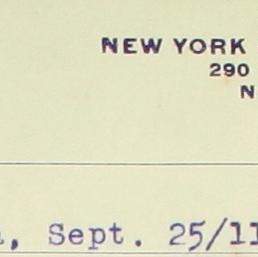 NEW YORK
290
N
, Sept. 25/11